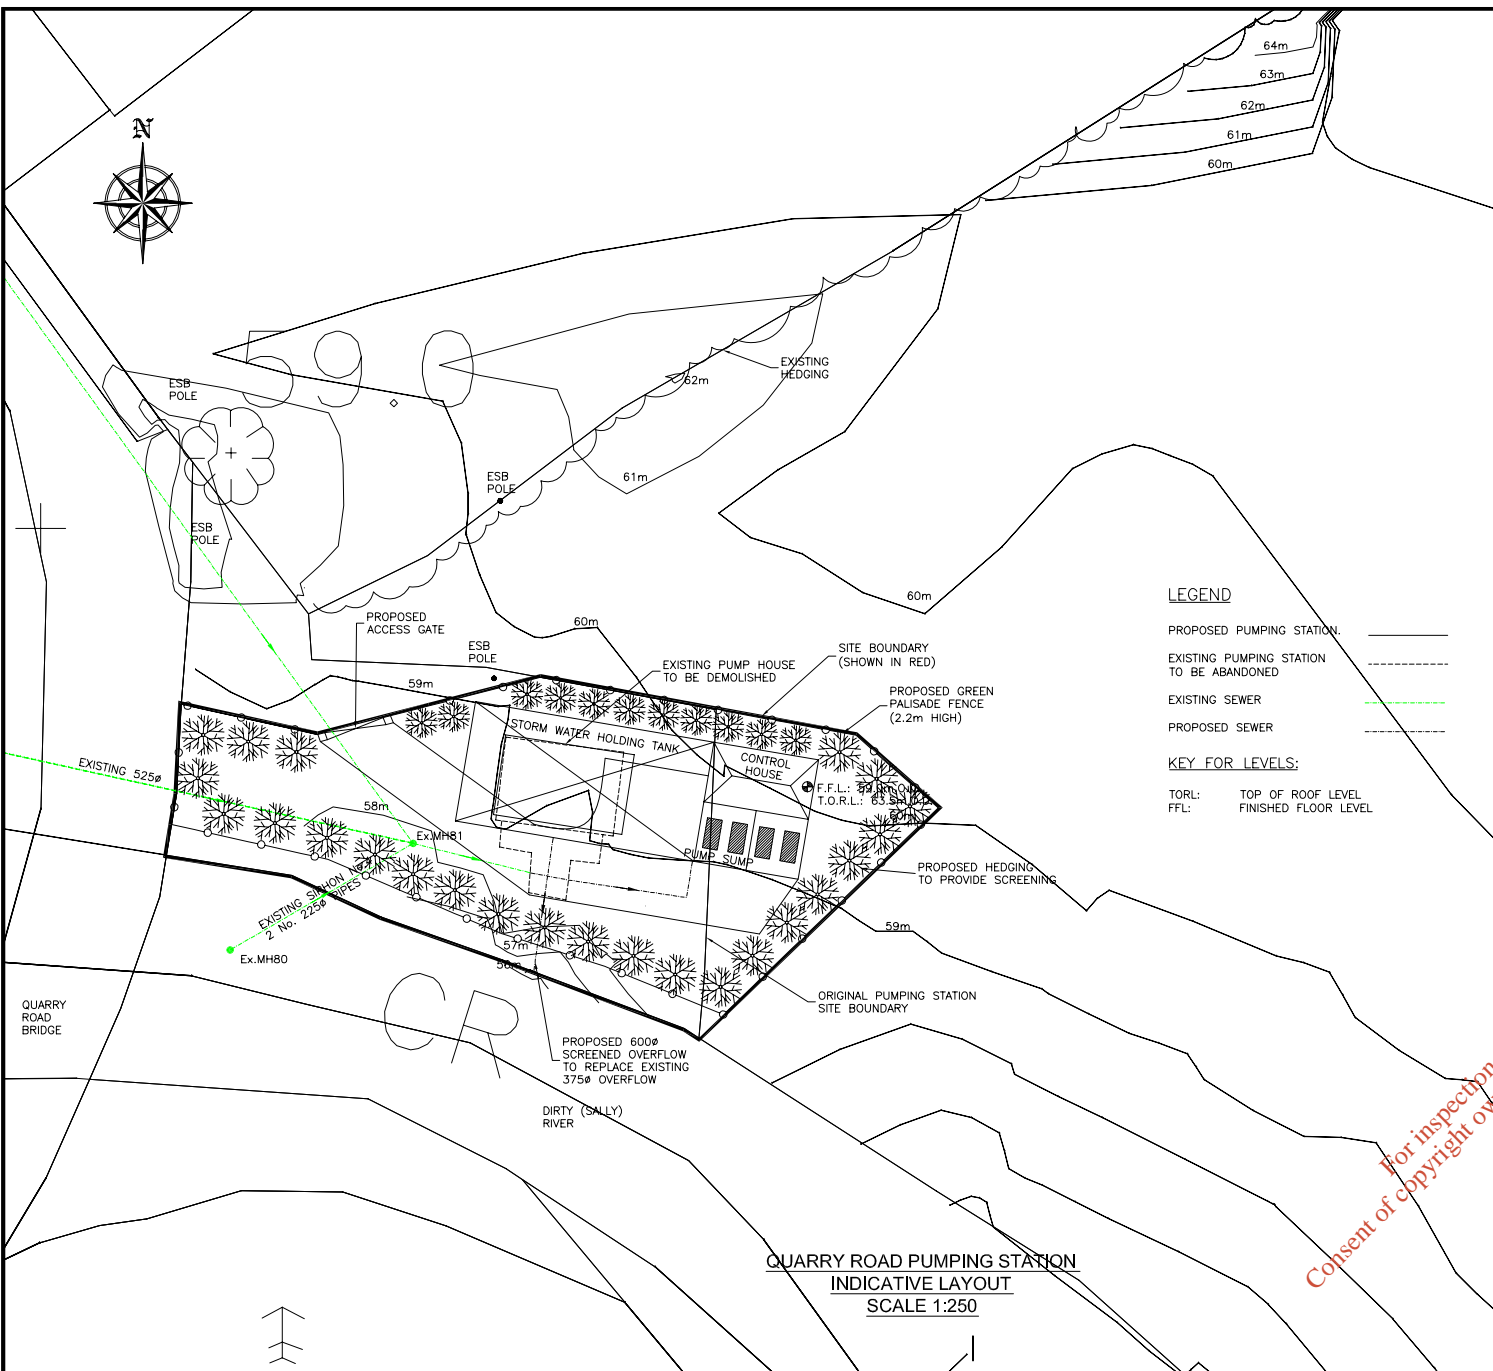 64m
63m
62m
61m
60m
N
EXISTING
HEDGING
62m
ESB
POLE
61m
ESB
POLE
ESB
POLE
60m
LEGEND
PROPOSED PUMPING STATION.
EXISTING PUMPING STATION
TO BE ABANDONED
EXISTING SEWER
PROPOSED SEWER
KEY FOR LEVELS:
TORL: TOP OF ROOF LEVEL
FFL: FINISHED FLOOR LEVEL
PROPOSED
ACCESS GATE
60m
ESB
POLE
59m
EXISTING PUMP HOUSE
TO BE DEMOLISHED
SITE BOUNDARY
(SHOWN IN RED)
PROPOSED GREEN
PALISADE FENCE
(2.2m HIGH)
STORM WATER HOLDING TANK
CONTROL
HOUSE
F.F.L.:
T.O.R.L.: 63.5m
60m
EXISTING 525ø
58m
Ex.MH81
PUMP SUMP
PROPOSED HEDGING
TO PROVIDE SCREENING
EXISTING SIPHON
2 No. 225ø PIPES
Ex.MH80
57m
56m
59m
ORIGINAL PUMPING STATION
SITE BOUNDARY
QUARRY
ROAD
BRIDGE
PROPOSED 600ø
SCREENED OVERFLOW
TO REPLACE EXISTING
375ø OVERFLOW
DIRTY (SALLY)
RIVER
For inspection
Consent of copyright ow
QUARRY ROAD PUMPING STATION
INDICATIVE LAYOUT
SCALE 1:250